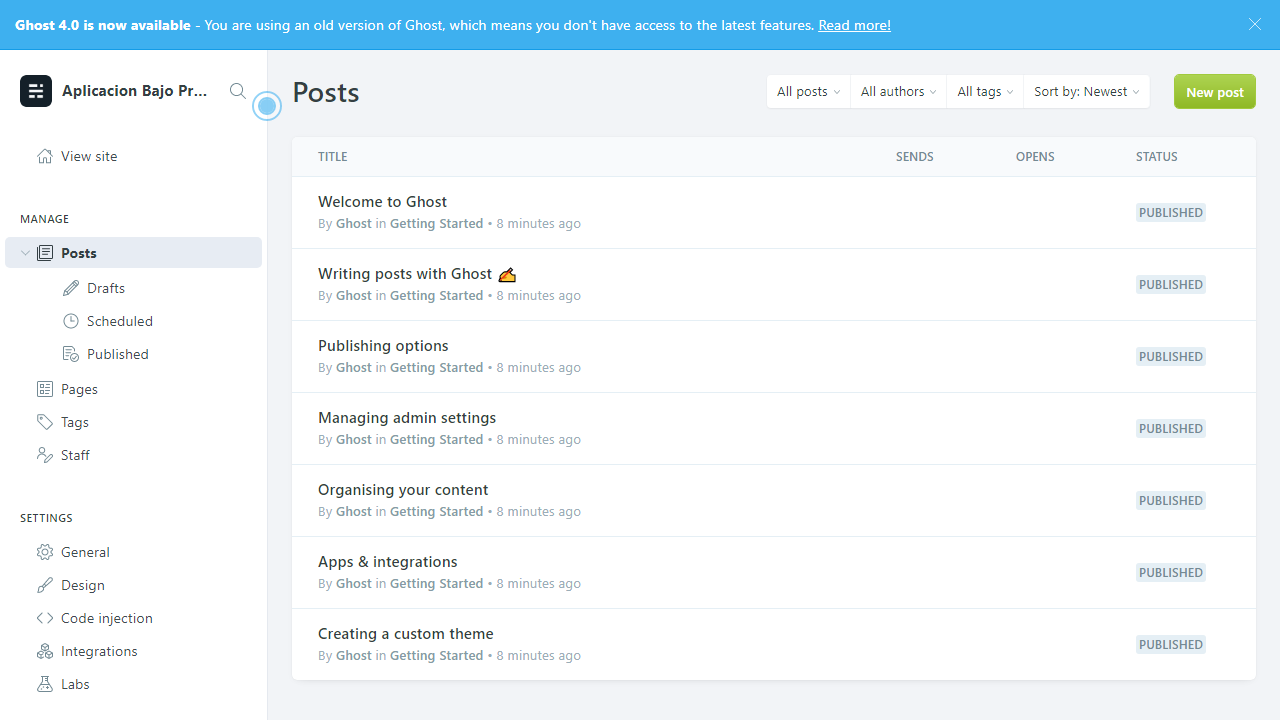 Ghost 4.0 is now available - You are using an old version of Ghost, which means you don't have access to the latest features. Read more!
Aplicacion Bajo Pr...
View site
MANAGE
Posts
Drafts
Scheduled
Published
Pages
Tags
Staff
SETTINGS
General
Design
Code injection
Integrations
Labs
Posts
All posts
All authors
All tags
Sort by: Newest
New post
TITLE SENDS OPENS STATUS
Welcome to Ghost
By Ghost in Getting Started • 8 minutes ago
PUBLISHED
Writing posts with Ghost ✍️
By Ghost in Getting Started • 8 minutes ago
PUBLISHED
Publishing options
By Ghost in Getting Started • 8 minutes ago
PUBLISHED
Managing admin settings
By Ghost in Getting Started • 8 minutes ago
PUBLISHED
Organising your content
By Ghost in Getting Started • 8 minutes ago
PUBLISHED
Apps & integrations
By Ghost in Getting Started • 8 minutes ago
PUBLISHED
Creating a custom theme
By Ghost in Getting Started • 8 minutes ago
PUBLISHED